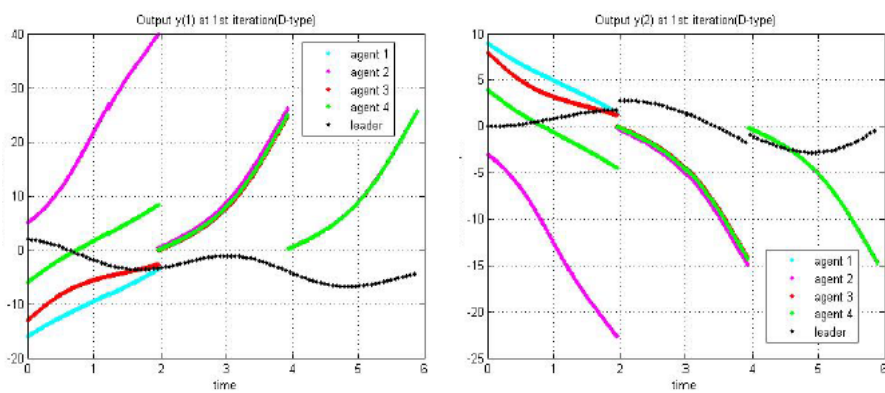 Output y(1) at 1st iteration(D-type)
40
30
20
10
0
-10
-20
0 1 2 3 4 5 6
time
agent 1
agent 2
agent 3
agent 4
leader
Output y(2) at 1st iteration(D-type)
10
5
0
-5
-10
-15
-20
-25
0 1 2 3 4 5 6
time
agent 1
agent 2
agent 3
agent 4
leader